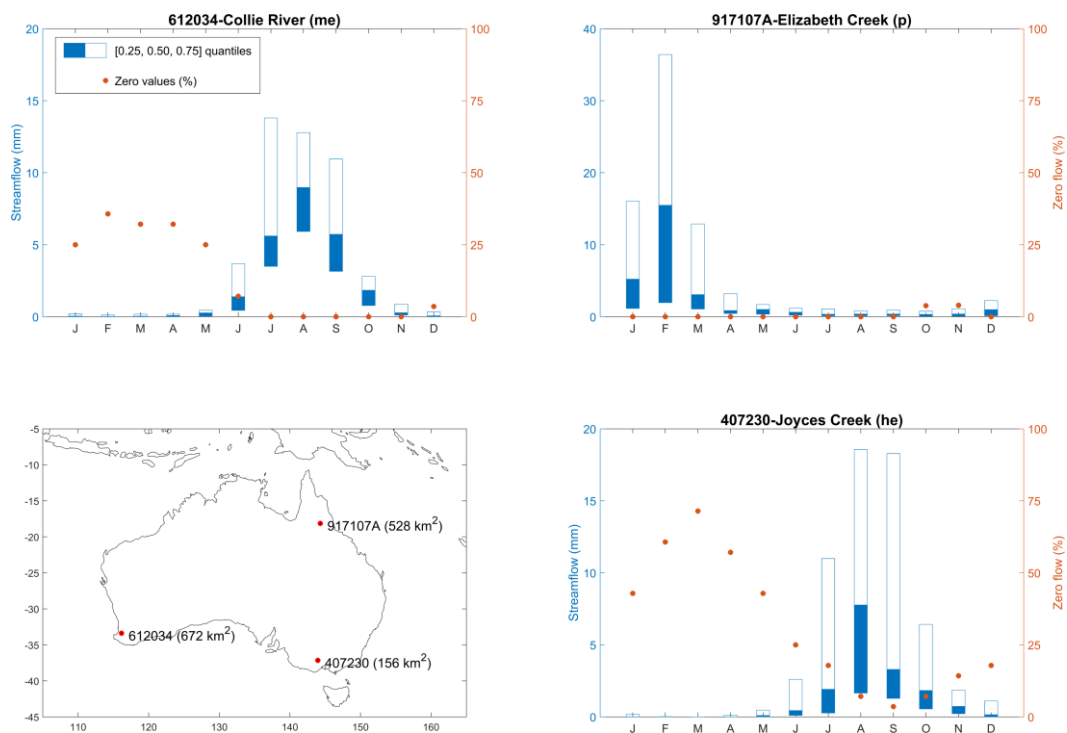 612034-Collie River (me)
20
15
10
5
0
Streamflow (mm)
[0.25, 0.50, 0.75] quantiles
Zero values (%)
100
75
50
25
0
J F M A M J J A S O N D
917107A-Elizabeth Creek (p)
40
30
20
10
0
100
75
50
25
0
Zero flow (%)
J F M A M J J A S O N D
-5
-10
-15
-20
-25
-30
-35
-40
-45
917107A (528 km²)
612034 (672 km²)
407230 (156 km²)
110 120 130 140 150 160
407230-Joyces Creek (he)
20
15
10
5
0
Streamflow (mm)
100
75
50
25
0
Zero flow (%)
J F M A M J J A S O N D